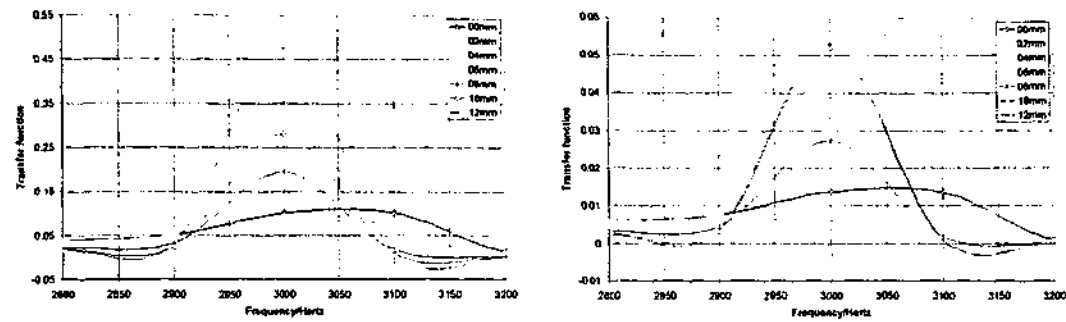 0.55
0.45
0.35
0.25
0.15
0.05
-0.05
Transfer function
2800 2850 2900 2950 3000 3050 3100 3150 3200
Frequency/Hertz
00mm
02mm
04mm
06mm
08mm
10mm
12mm
0.06
0.05
0.04
0.03
0.02
0.01
0
-0.01
Transfer function
2800 2850 2900 2950 3000 3050 3100 3150 3200
Frequency/Hertz
00mm
02mm
04mm
06mm
08mm
10mm
12mm